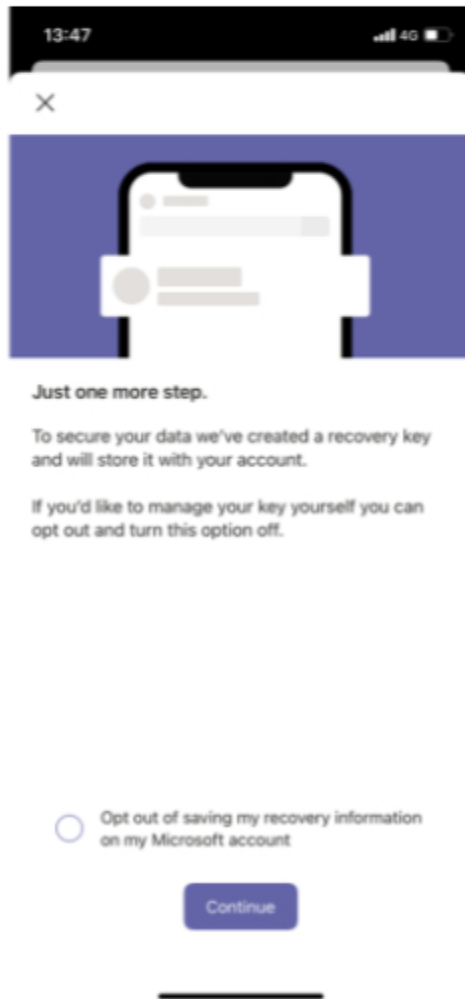 13:47
4G
Just one more step.
To secure your data we've created a recovery key
and will store it with your account.
If you'd like to manage your key yourself you can
opt out and turn this option off.
Opt out of saving my recovery information
on my Microsoft account
Continue